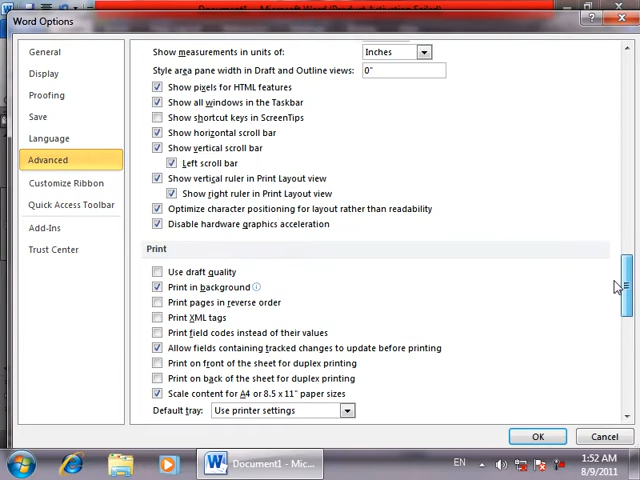 Document1 - Microsoft Word (Product Activation Failed)
Word Options
General
Display
Proofing
Save
Language
Advanced
Customize Ribbon
Quick Access Toolbar
Add-Ins
Trust Center
Show measurements in units of: Inches
Style area pane width in Draft and Outline views: 0"
Show pixels for HTML features
Show all windows in the Taskbar
Show shortcut keys in ScreenTips
Show horizontal scroll bar
Show vertical scroll bar
Left scroll bar
Show vertical ruler in Print Layout view
Show right ruler in Print Layout view
Optimize character positioning for layout rather than readability
Disable hardware graphics acceleration
Print
Use draft quality
Print in background
Print pages in reverse order
Print XML tags
Print field codes instead of their values
Allow fields containing tracked changes to update before printing
Print on front of the sheet for duplex printing
Print on back of the sheet for duplex printing
Scale content for A4 or 8.5 x 11" paper sizes
Default tray: Use printer settings
OK Cancel
Document1 - Mic...
EN
1:52 AM
8/9/2011